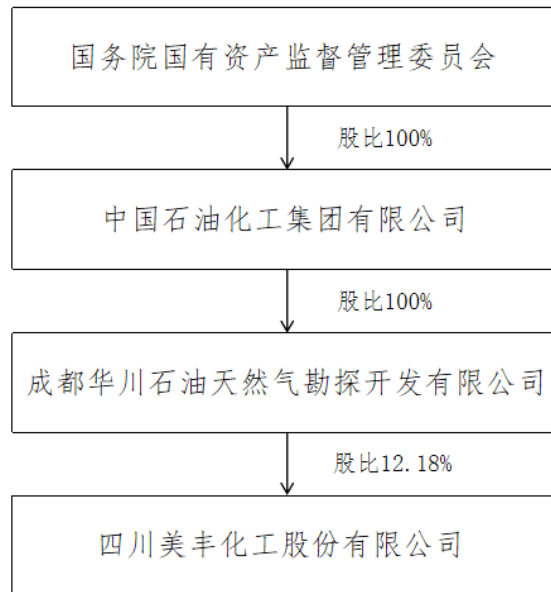 国务院国有资产监督管理委员会
股比100%
中国石油化工集团有限公司
股比100%
成都华川石油天然气勘探开发有限公司
股比12.18%
四川美丰化工股份有限公司